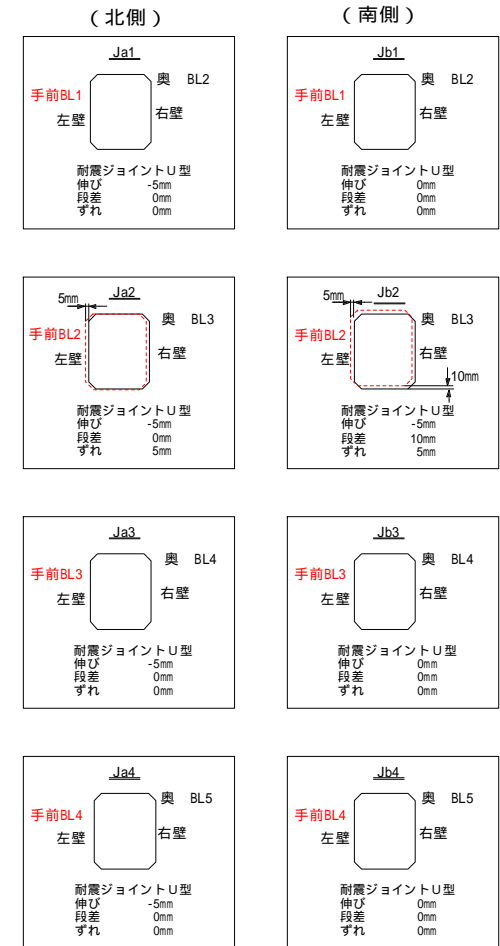 (北側)
(南側)
Ja1
奥 BL2
手前BL1
左壁
右壁
耐震ジョイントU型
伸び -5mm
段差 0mm
ずれ 0mm
Jb1
奥 BL2
手前BL1
左壁
右壁
耐震ジョイントU型
伸び 0mm
段差 0mm
ずれ 0mm
5mm
Ja2
奥 BL3
手前BL2
左壁
右壁
耐震ジョイントU型
伸び -5mm
段差 0mm
ずれ 5mm
5mm
Jb2
奥 BL3
手前BL2
左壁
右壁
10mm
耐震ジョイントU型
伸び -5mm
段差 10mm
ずれ 5mm
Ja3
奥 BL4
手前BL3
左壁
右壁
耐震ジョイントU型
伸び -5mm
段差 0mm
ずれ 0mm
Jb3
奥 BL4
手前BL3
左壁
右壁
耐震ジョイントU型
伸び 0mm
段差 0mm
ずれ 0mm
Ja4
奥 BL5
手前BL4
左壁
右壁
耐震ジョイントU型
伸び -5mm
段差 0mm
ずれ 0mm
Jb4
奥 BL5
手前BL4
左壁
右壁
耐震ジョイントU型
伸び 0mm
段差 0mm
ずれ 0mm